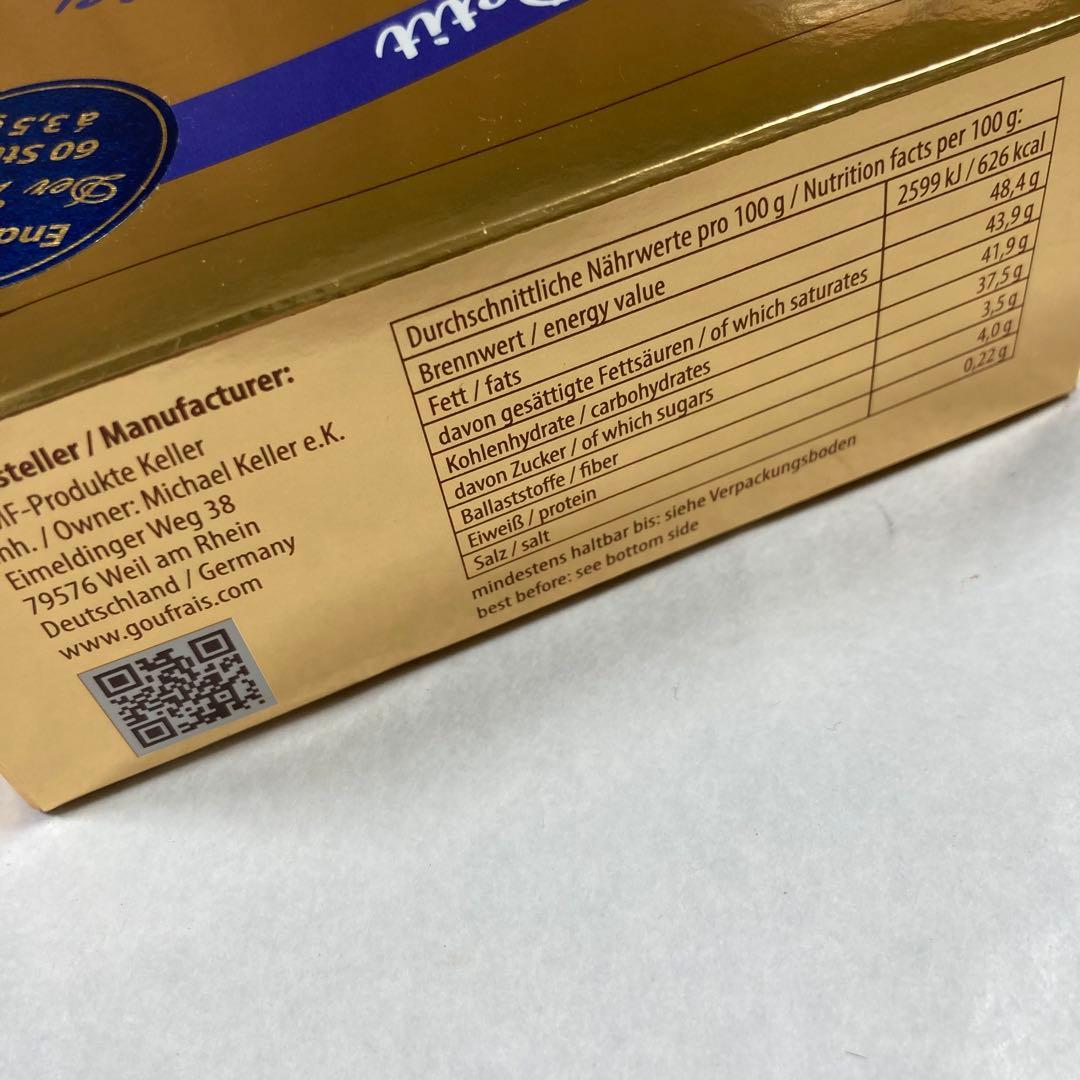 Petit
60
á 3,5
Der
Durchschnittliche Nährwerte pro 100 g / Nutrition facts per 100 g:
Brennwert / energy value 2599 kJ / 626 kcal
Fett / fats 48,4 g
davon gesättigte Fettsäuren / of which saturates 43,9 g
Kohlenhydrate / carbohydrates 41,9 g
davon Zucker / of which sugars 37,5 g
Ballaststoffe / fiber 3,5 g
Eiweiß / protein 4,0 g
Salz / salt 0,22 g
mindestens haltbar bis: siehe Verpackungsboden
best before: see bottom side
steller / Manufacturer:
MF-Produkte Keller
nh. / Owner: Michael Keller e.K.
Eimeldinger Weg 38
79576 Weil am Rhein
Deutschland / Germany
www.goufrais.com